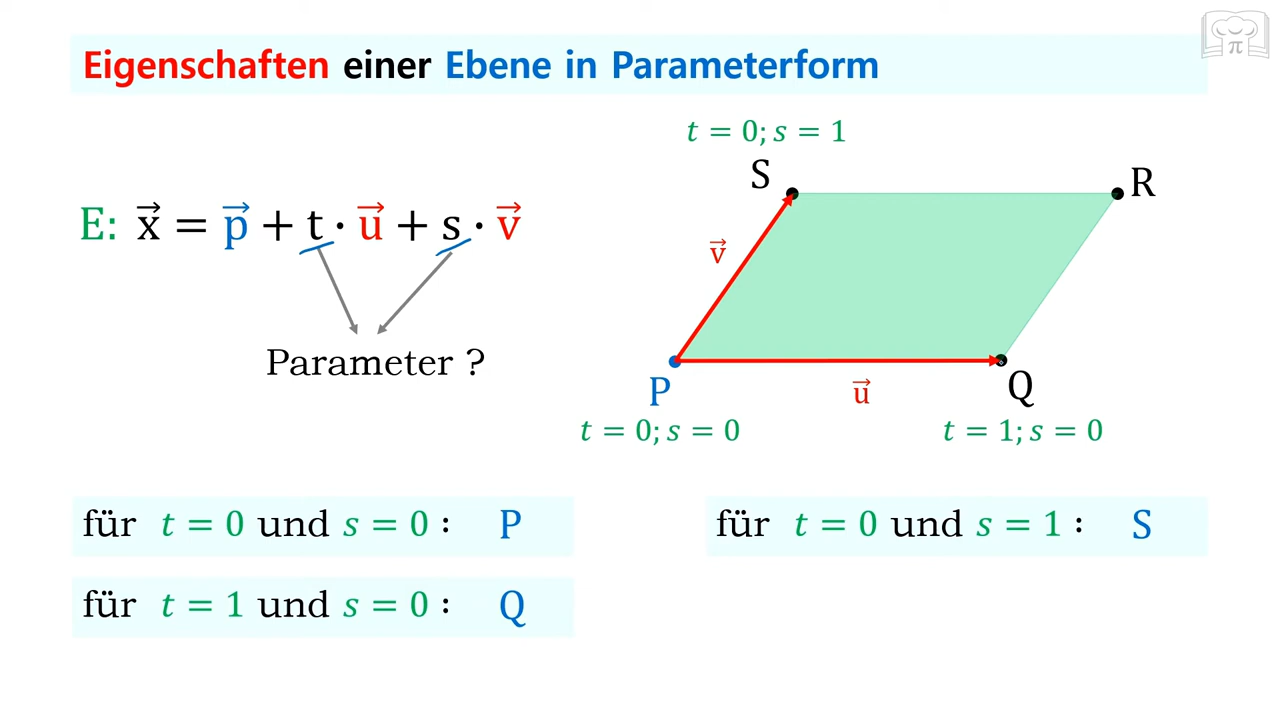 Eigenschaften einer Ebene in Parameterform
π
t = 0; s = 1
S
R
E: x⃗ = p⃗ + t · u⃗ + s · v⃗
v⃗
Parameter ?
P
u⃗
Q
t = 0; s = 0
t = 1; s = 0
für t = 0 und s = 0 : P
für t = 0 und s = 1 : S
für t = 1 und s = 0 : Q